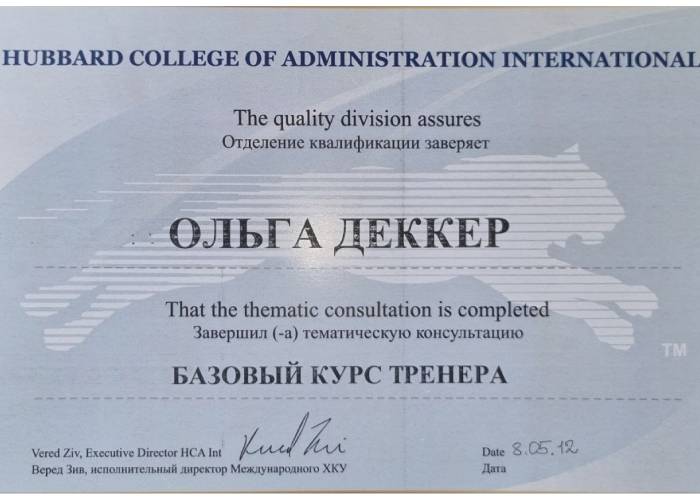 HUBBARD COLLEGE OF ADMINISTRATION INTERNATIONAL
The quality division assures
Отделение квалификации заверяет
ОЛЬГА ДЕККЕР
That the thematic consultation is completed
Завершил (-а) тематическую консультацию
БАЗОВЫЙ КУРС ТРЕНЕРА
TM
Vered Ziv, Executive Director HCA Int
Веред Зив, исполнительный директор Международного ХКУ
Date 8.05.12
Дата